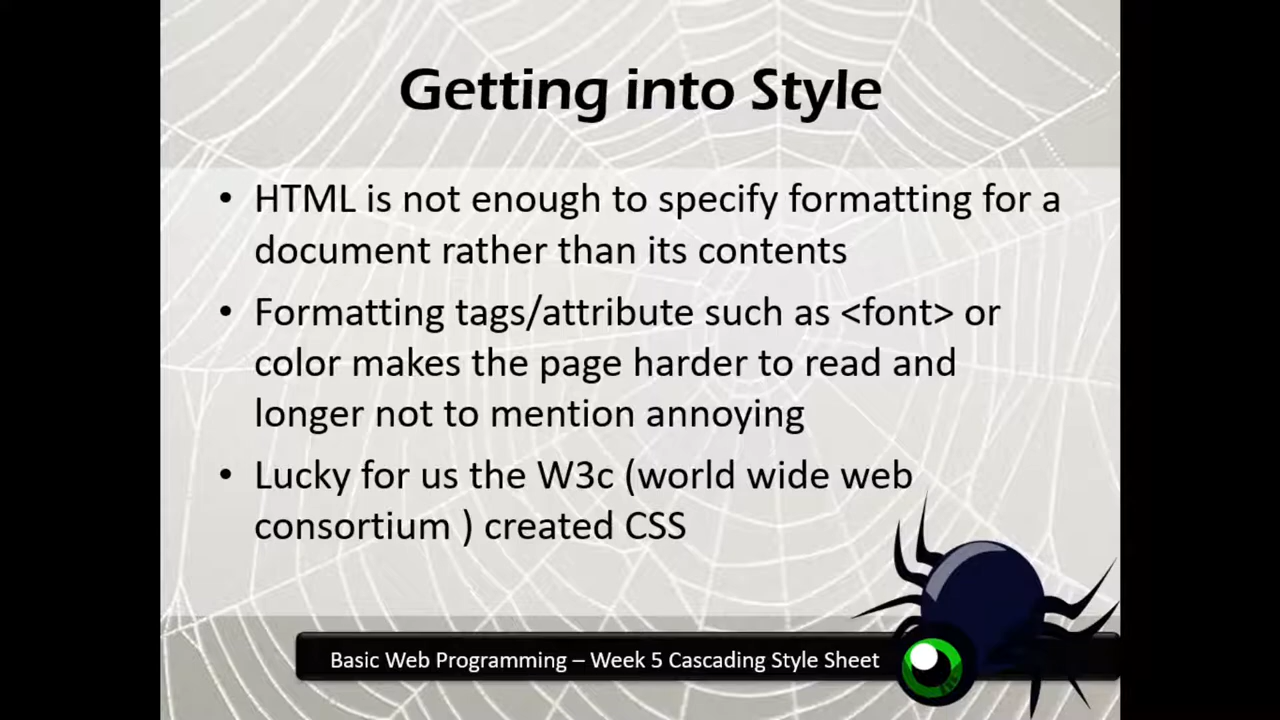 Getting into Style
• HTML is not enough to specify formatting for a
document rather than its contents
• Formatting tags/attribute such as <font> or
color makes the page harder to read and
longer not to mention annoying
• Lucky for us the W3c (world wide web
consortium ) created CSS
Basic Web Programming – Week 5 Cascading Style Sheet